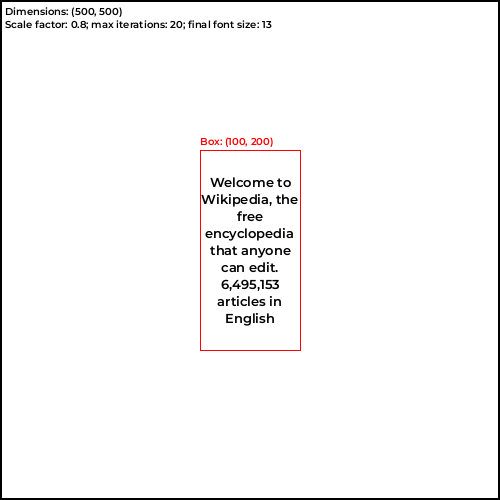 Dimensions: (500, 500)
Scale factor: 0.8; max iterations: 20; final font size: 13
Box: (100, 200)
Welcome to
Wikipedia, the
free
encyclopedia
that anyone
can edit.
6,495,153
articles in
English